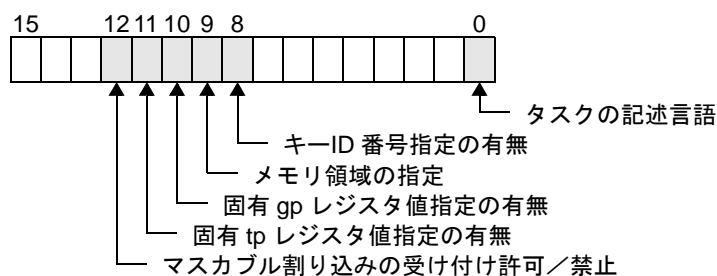 15 12 11 10 9 8 0
タスクの記述言語
キーID 番号指定の有無
メモリ領域の指定
固有 gp レジスタ値指定の有無
固有 tp レジスタ値指定の有無
マスカブル割り込みの受け付け許可／禁止